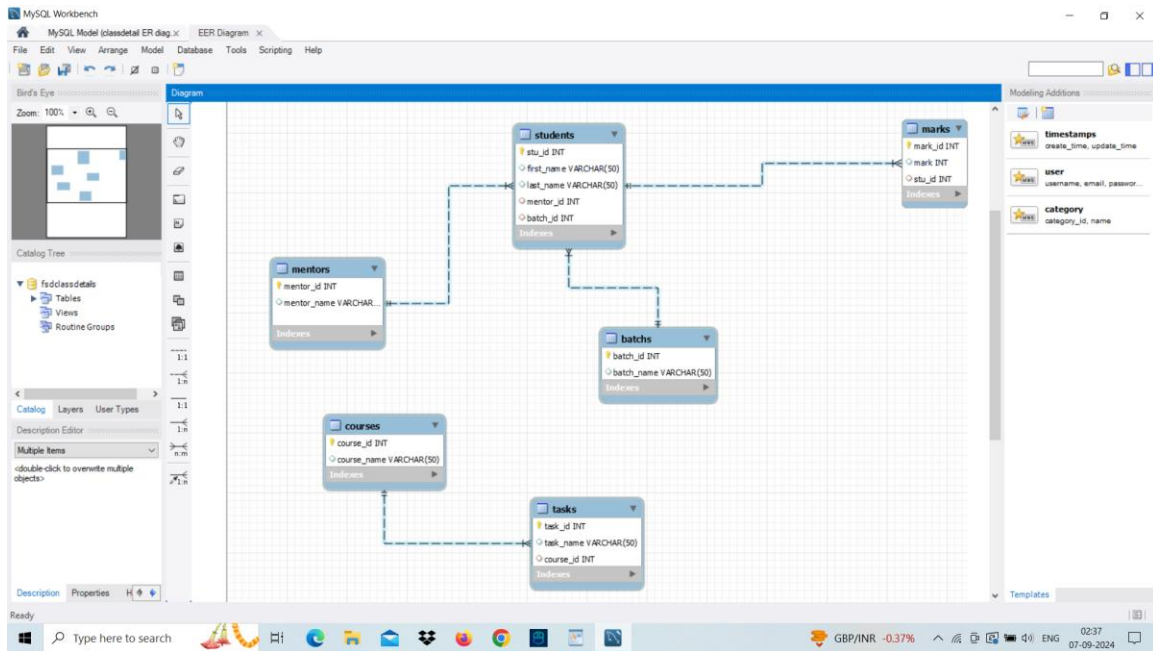 MySQL Workbench
MySQL Model (classdetail ER diag. × EER Diagram ×
File Edit View Arrange Model Database Tools Scripting Help
Bird's Eye
Zoom: 100%
Catalog Tree
fsdclassdetails
Tables
Views
Routine Groups
Catalog Layers User Types
Description Editor
Multiple Items
<double-click to overwrite multiple
objects>
Description Properties H
1:1
1:n
1:1
1:n
n:m
1:n
Diagram
students
stu_id INT
first_name VARCHAR(50)
last_name VARCHAR(50)
mentor_id INT
batch_id INT
Indexes
marks
mark_id INT
mark INT
stu_id INT
Indexes
mentors
mentor_id INT
mentor_name VARCHAR...
Indexes
batchs
batch_id INT
batch_name VARCHAR(50)
Indexes
courses
course_id INT
course_name VARCHAR(50)
Indexes
tasks
task_id INT
task_name VARCHAR(50)
course_id INT
Indexes
Modeling Additions
timestamps
create_time, update_time
user
username, email, passwor...
category
category_id, name
Templates
Ready
Type here to search
GBP/INR -0.37%
ENG
02:37
07-09-2024